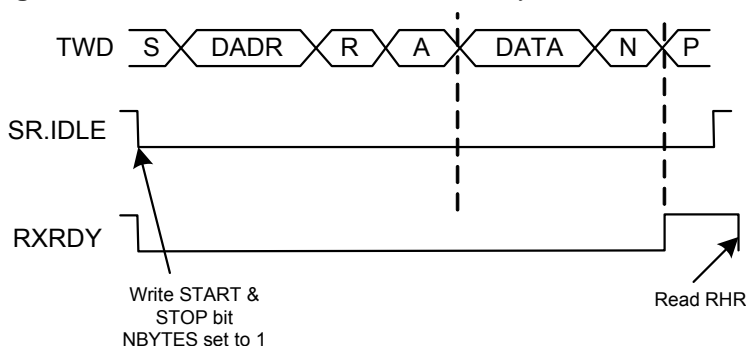 TWD S DADR R A DATA N P
SR.IDLE
RXRDY
Write START &
STOP bit
NBYTES set to 1
Read RHR